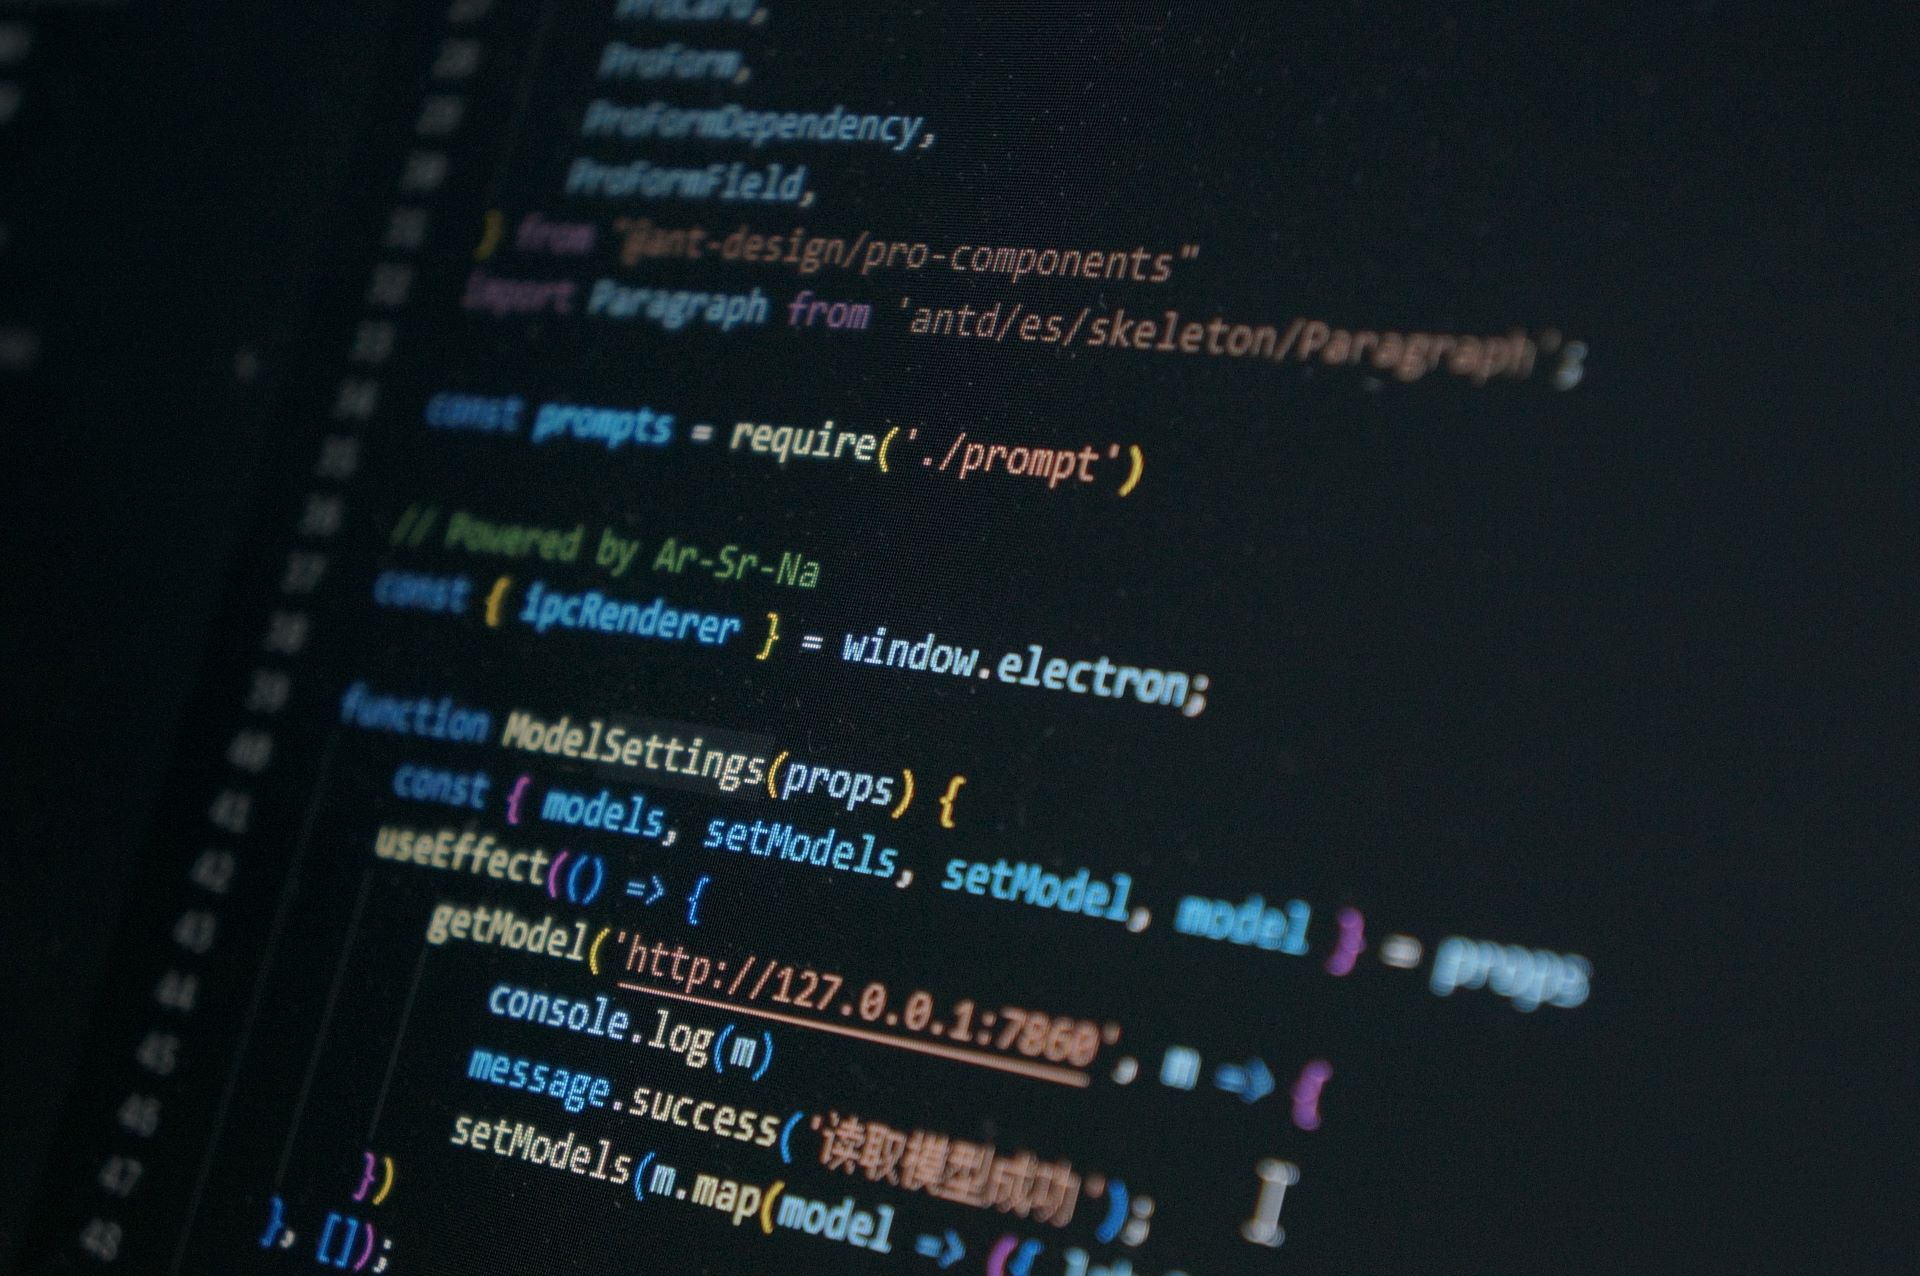 ProCard,
28 ProForm,
29 ProFormDependency,
30 ProFormField,
31 } from "@ant-design/pro-components"
32 import Paragraph from 'antd/es/skeleton/Paragraph';
33
34 const prompts = require('./prompt')
35
36 // Powered by Ar-Sr-Na
37 const { ipcRenderer } = window.electron;
38
39 function ModelSettings(props) {
40 const { models, setModels, setModel, model } = props
41 useEffect(() => {
42 getModel('http://127.0.0.1:7860', m => {
43 console.log(m)
44 message.success('读取模型成功');
45 setModels(m.map(model => ({
46 })
47 }, []);
48